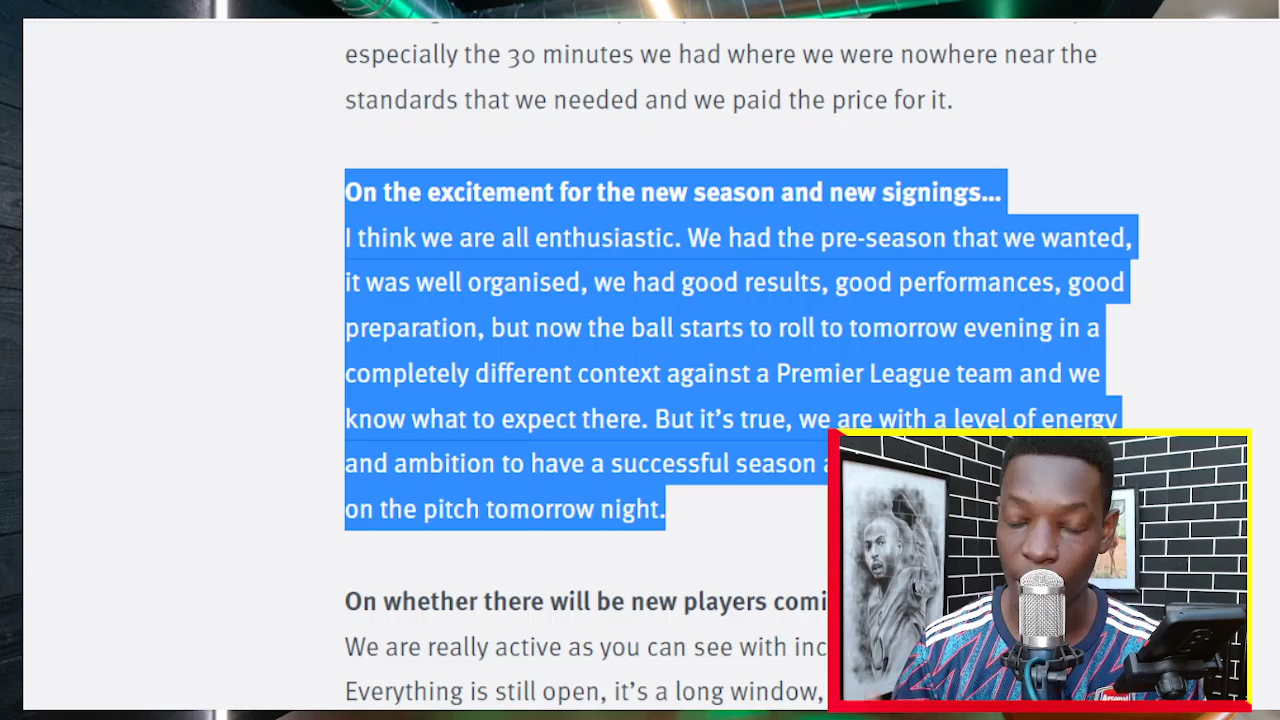 especially the 30 minutes we had where we were nowhere near the
standards that we needed and we paid the price for it.
On the excitement for the new season and new signings...
I think we are all enthusiastic. We had the pre-season that we wanted,
it was well organised, we had good results, good performances, good
preparation, but now the ball starts to roll to tomorrow evening in a
completely different context against a Premier League team and we
know what to expect there. But it's true, we are with a level of energy
and ambition to have a successful season
on the pitch tomorrow night.
On whether there will be new players
We are really active as you can see with
Everything is still open, it's a long window,
Arsenal